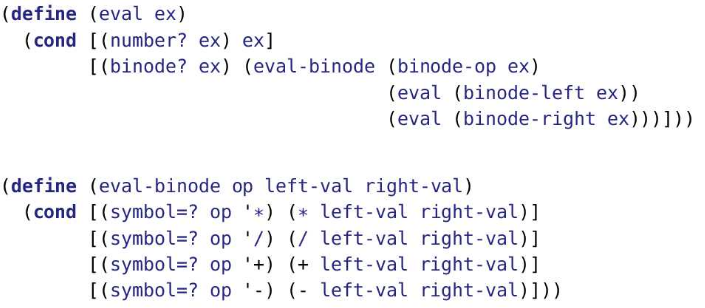 (define (eval ex)
  (cond [(number? ex) ex]
        [(binode? ex) (eval-binode (binode-op ex)
                                   (eval (binode-left ex))
                                   (eval (binode-right ex)))]))
(define (eval-binode op left-val right-val)
  (cond [(symbol=? op '*) (* left-val right-val)]
        [(symbol=? op '/) (/ left-val right-val)]
        [(symbol=? op '+) (+ left-val right-val)]
        [(symbol=? op '-) (- left-val right-val)]))